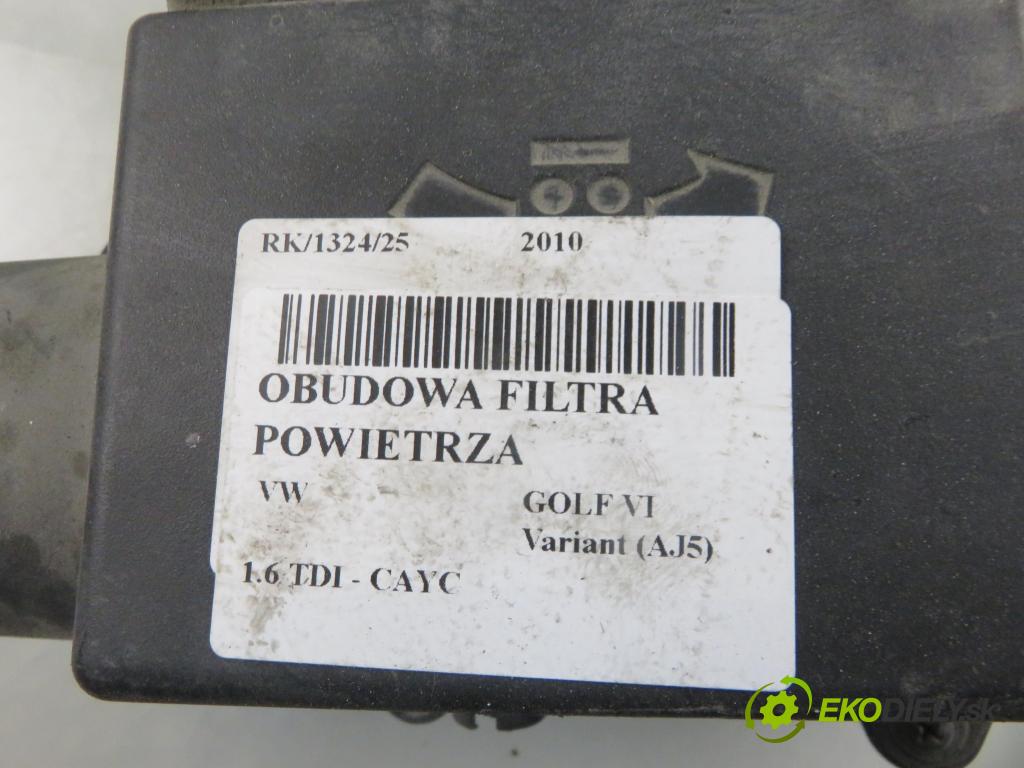 RK/1324/25 2010
OBUDOWA FILTRA
POWIETRZA
VW GOLF VI
Variant (AJ5)
1.6 TDI - CAYC
EKODIELY.sk